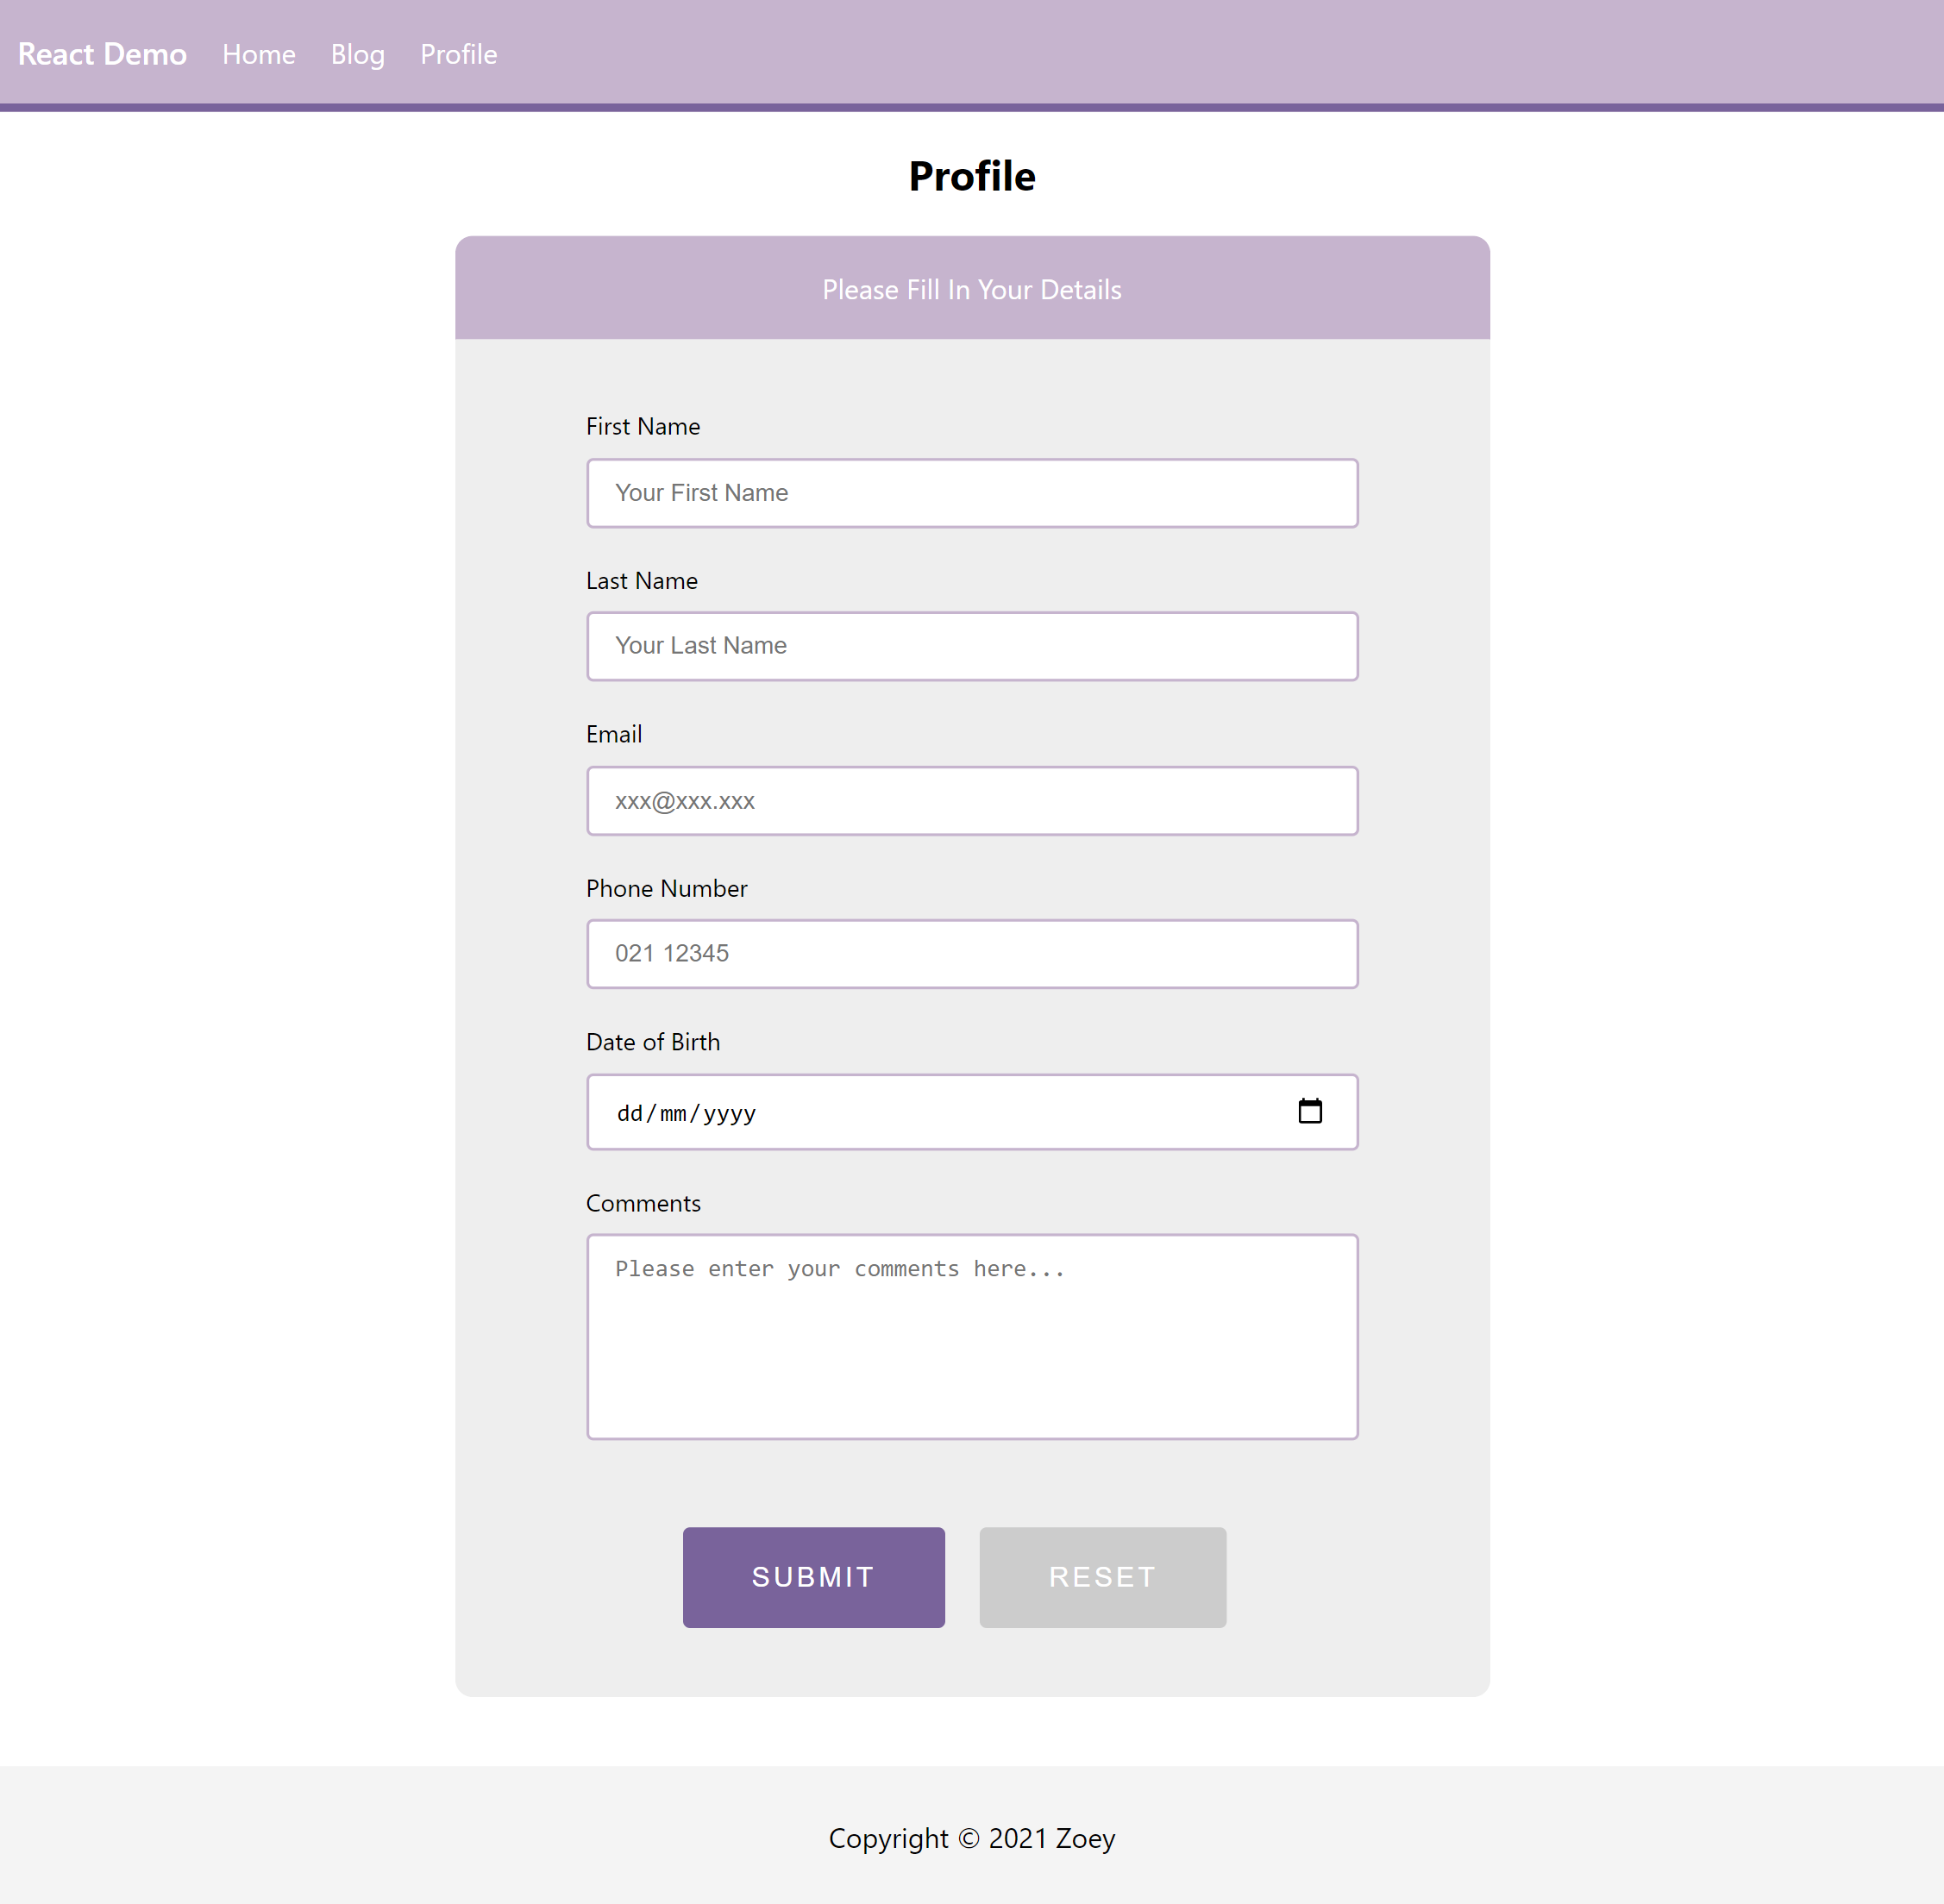 React Demo Home Blog Profile
Profile
Please Fill In Your Details
First Name
Your First Name
Last Name
Your Last Name
Email
xxx@xxx.xxx
Phone Number
021 12345
Date of Birth
dd/mm/yyyy
Comments
Please enter your comments here...
SUBMIT RESET
Copyright © 2021 Zoey